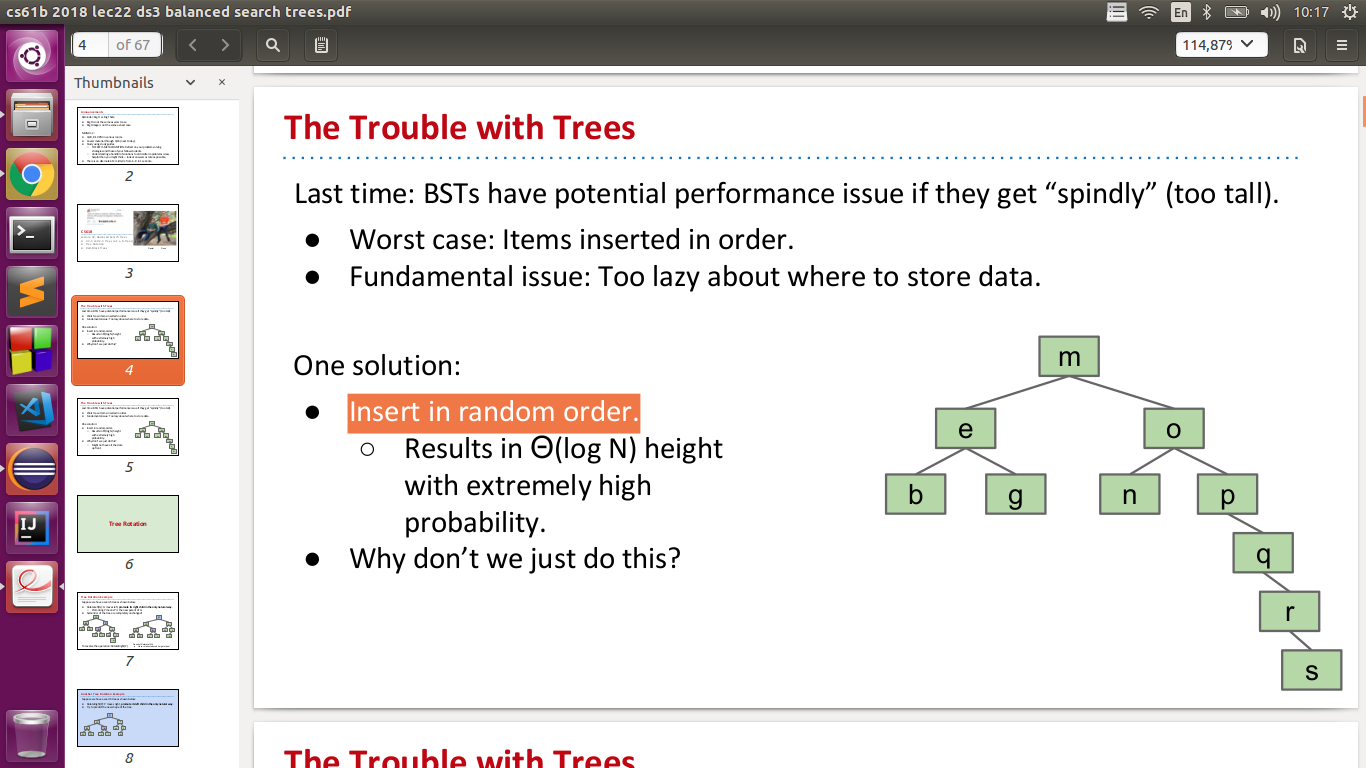 cs61b 2018 lec22 ds3 balanced search trees.pdf
En
10:17
4 of 67
114,87%
Thumbnails
2
3
4
5
Tree Rotation
6
7
8
The Trouble with Trees
Last time: BSTs have potential performance issue if they get “spindly” (too tall).
● Worst case: Items inserted in order.
● Fundamental issue: Too lazy about where to store data.
One solution:
● Insert in random order.
○ Results in Θ(log N) height
with extremely high
probability.
● Why don’t we just do this?
m
e o
b g n p
q
r
s
The Trouble with Trees